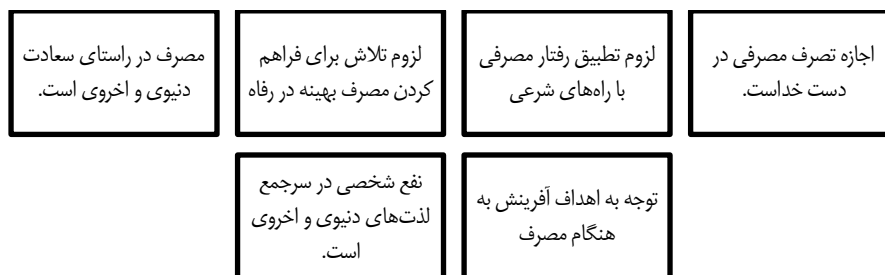 اجازه تصرف مصرفی در
دست خداست.
لزوم تطبیق رفتار مصرفی
با راه‌های شرعی
لزوم تلاش برای فراهم
کردن مصرف بهینه در رفاه
مصرف در راستای سعادت
دنیوی و اخروی است.
توجه به اهداف آفرینش به
هنگام مصرف
نفع شخصی در سرجمع
لذت‌های دنیوی و اخروی
است.